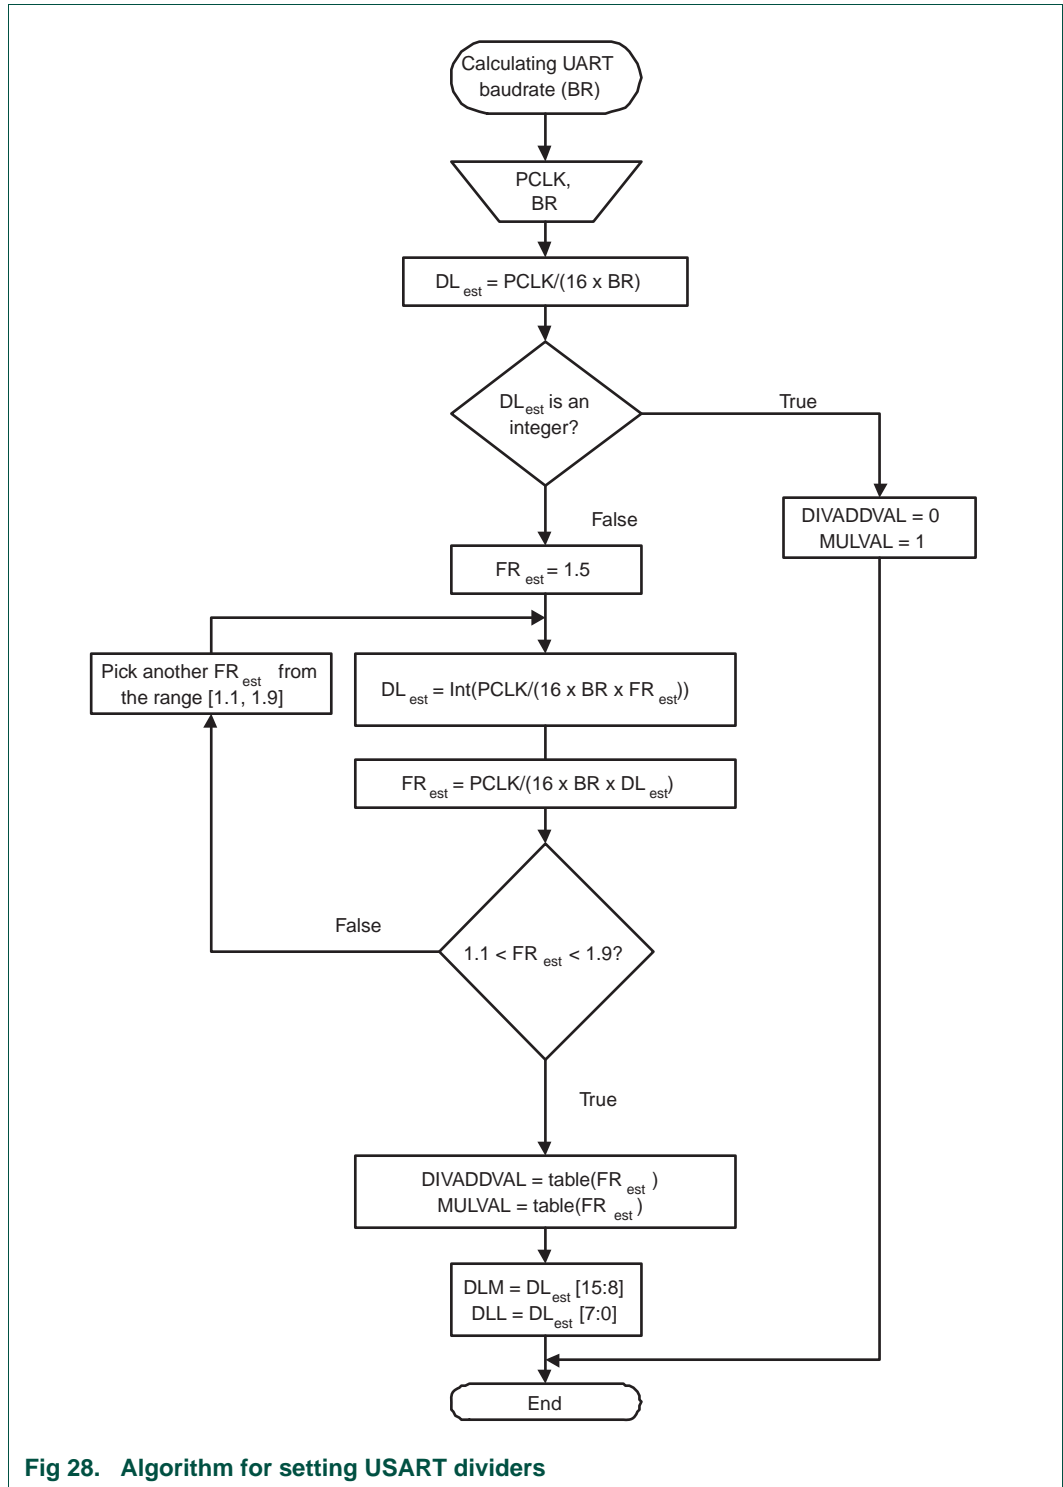 Calculating UART
baudrate (BR)
PCLK,
BR
DL est = PCLK/(16 x BR)
DL est is an
integer?
True
False
DIVADDVAL = 0
MULVAL = 1
FR est = 1.5
Pick another FR est from
the range [1.1, 1.9]
DL est = Int(PCLK/(16 x BR x FR est))
FR est = PCLK/(16 x BR x DL est)
False
1.1 < FR est < 1.9?
True
DIVADDVAL = table(FR est )
MULVAL = table(FR est )
DLM = DL est [15:8]
DLL = DL est [7:0]
End
Fig 28. Algorithm for setting USART dividers